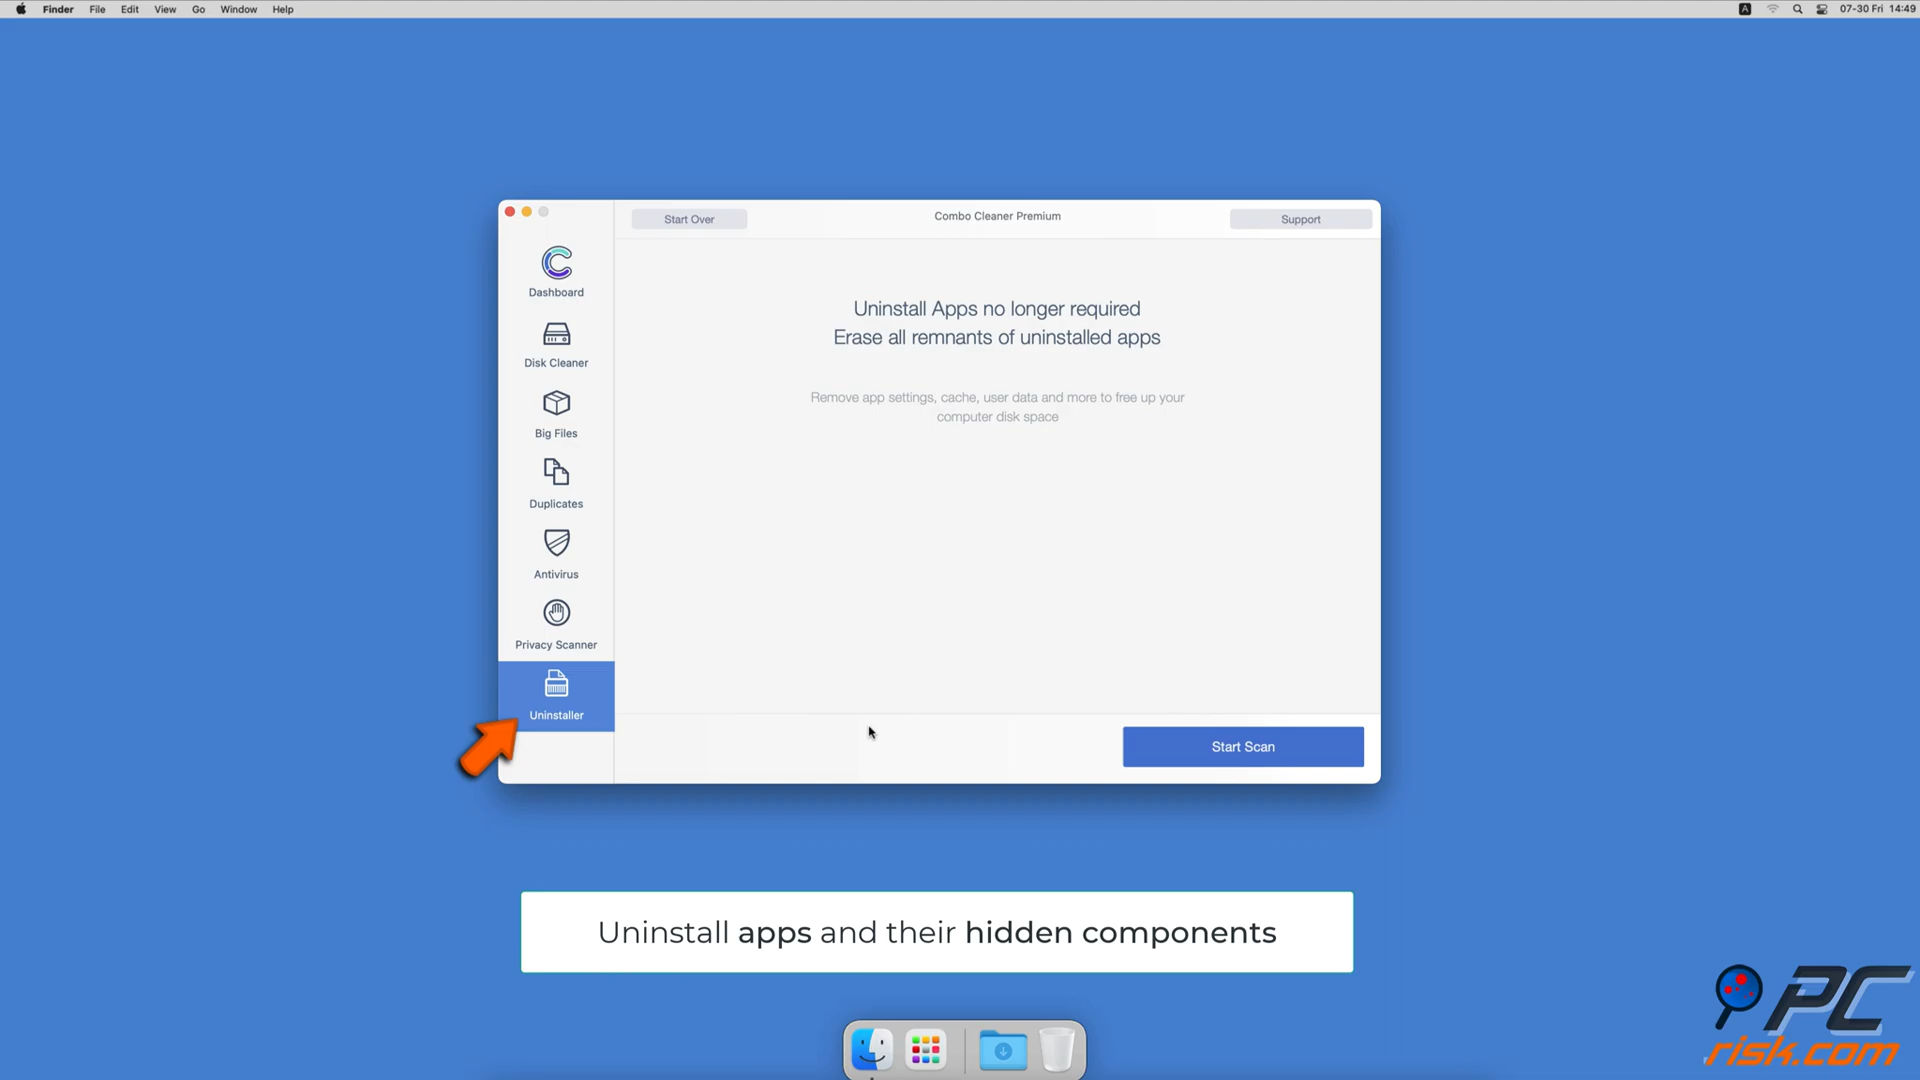 Finder File Edit View Go Window Help
A 07-30 Fri 14:49
Start Over
Combo Cleaner Premium
Support
Dashboard
Disk Cleaner
Big Files
Duplicates
Antivirus
Privacy Scanner
Uninstaller
Uninstall Apps no longer required
Erase all remnants of uninstalled apps
Remove app settings, cache, user data and more to free up your
computer disk space
Start Scan
Uninstall apps and their hidden components
PC
risk.com